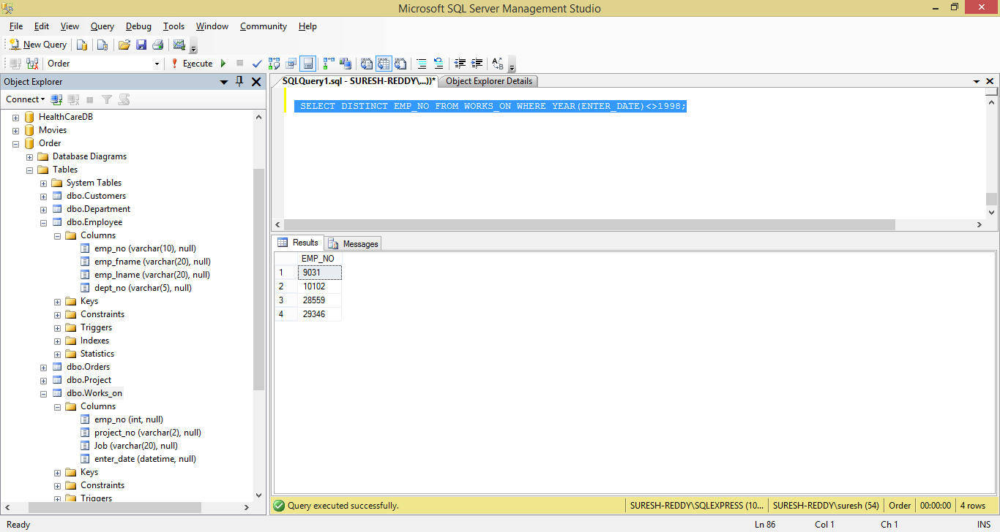 Microsoft SQL Server Management Studio
File Edit View Query Debug Tools Window Community Help
New Query
Order Execute
Object Explorer
Connect
HealthCareDB
Movies
Order
Database Diagrams
Tables
System Tables
dbo.Customers
dbo.Department
dbo.Employee
Columns
emp_no (varchar(10), null)
emp_fname (varchar(20), null)
emp_lname (varchar(20), null)
dept_no (varchar(5), null)
Keys
Constraints
Triggers
Indexes
Statistics
dbo.Orders
dbo.Project
dbo.Works_on
Columns
emp_no (int, null)
project_no (varchar(2), null)
Job (varchar(20), null)
enter_date (datetime, null)
Keys
Constraints
Triggers
SQLQuery1.sql - SURESH-REDDY\...))* Object Explorer Details
SELECT DISTINCT EMP_NO FROM WORKS_ON WHERE YEAR(ENTER_DATE)<>1998;
Results Messages
EMP_NO
1 9031
2 10102
3 28559
4 29346
Query executed successfully. SURESH-REDDY\SQLEXPRESS (10... SURESH-REDDY\suresh (54) Order 00:00:00 4 rows
Ready Ln 86 Col 1 Ch 1 INS